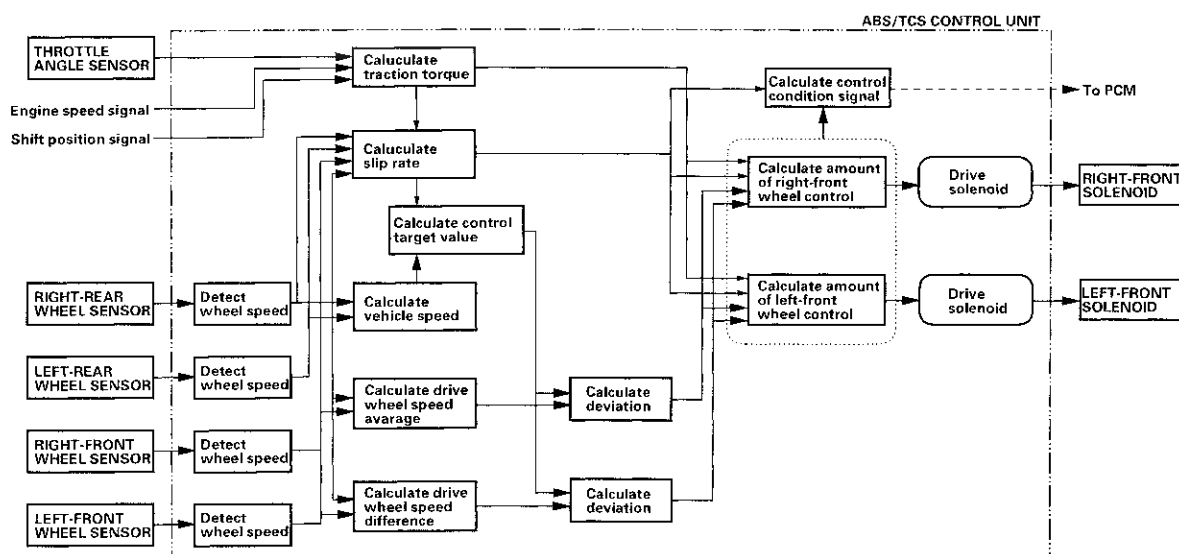 ABS/TCS CONTROL UNIT
THROTTLE
ANGLE SENSOR
Engine speed signal
Shift position signal
Caluculate
traction torque
Calculate control
condition signal
To PCM
Caluculate
slip rate
Calculate control
target value
Calculate amount
of right-front
wheel control
Drive
solenoid
RIGHT-FRONT
SOLENOID
RIGHT-REAR
WHEEL SENSOR
Detect
wheel speed
Calculate
vehicle speed
Calculate amount
of left-front
wheel control
Drive
solenoid
LEFT-FRONT
SOLENOID
LEFT-REAR
WHEEL SENSOR
Detect
wheel speed
Calculate drive
wheel speed
avarage
Calculate
deviation
RIGHT-FRONT
WHEEL SENSOR
Detect
wheel speed
LEFT-FRONT
WHEEL SENSOR
Detect
wheel speed
Calculate drive
wheel speed
difference
Calculate
deviation